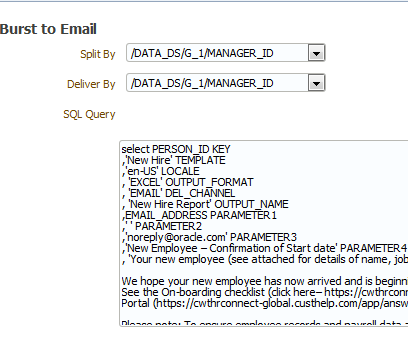 Burst to Email
Split By /DATA_DS/G_1/MANAGER_ID
Deliver By /DATA_DS/G_1/MANAGER_ID
SQL Query
select PERSON_ID KEY
,'New Hire' TEMPLATE
,'en-US' LOCALE
, 'EXCEL' OUTPUT_FORMAT
, 'EMAIL' DEL_CHANNEL
, 'New Hire Report' OUTPUT_NAME
,EMAIL_ADDRESS PARAMETER1
,' ' PARAMETER2
,'noreply@oracle.com' PARAMETER3
,'New Employee – Confirmation of Start date' PARAMETER4
, 'Your new employee (see attached for details of name, job
We hope your new employee has now arrived and is beginn
See the On-boarding checklist (click here– https://cwthrconn
Portal (https://cwthrconnect-global.custhelp.com/app/answ
Please note: To ensure employee records and payroll data a